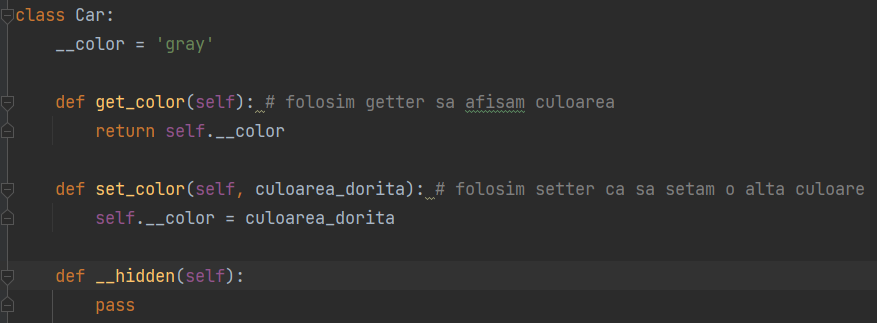 class Car:
    __color = 'gray'
    def get_color(self): # folosim getter sa afisam culoarea
        return self.__color
    def set_color(self, culoarea_dorita): # folosim setter ca sa setam o alta culoare
        self.__color = culoarea_dorita
    def __hidden(self):
        pass